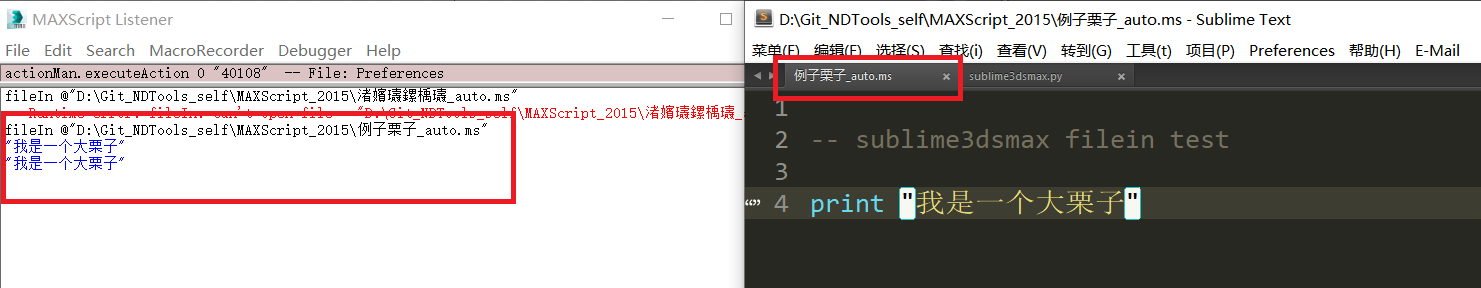 MAXScript Listener
File Edit Search MacroRecorder Debugger Help
actionMan.executeAction 0 "40108" -- File: Preferences
fileIn @"D:\Git_NDTools_self\MAXScript_2015\渚嬪瓙鏍楀瓙_auto.ms"
-- Runtime error: fileIn: can't open file - "D:\Git_NDTools_self\MAXScript_2015\渚嬪瓙鏍楀瓙_a
fileIn @"D:\Git_NDTools_self\MAXScript_2015\例子栗子_auto.ms"
"我是一个大栗子"
"我是一个大栗子"
D:\Git_NDTools_self\MAXScript_2015\例子栗子_auto.ms - Sublime Text
菜单(F) 编辑(E) 选择(S) 查找(i) 查看(V) 转到(G) 工具(t) 项目(P) Preferences 帮助(H) E-Mail
例子栗子_auto.ms × sublime3dsmax.py ×
1
2 -- sublime3dsmax filein test
3
4 print "我是一个大栗子"